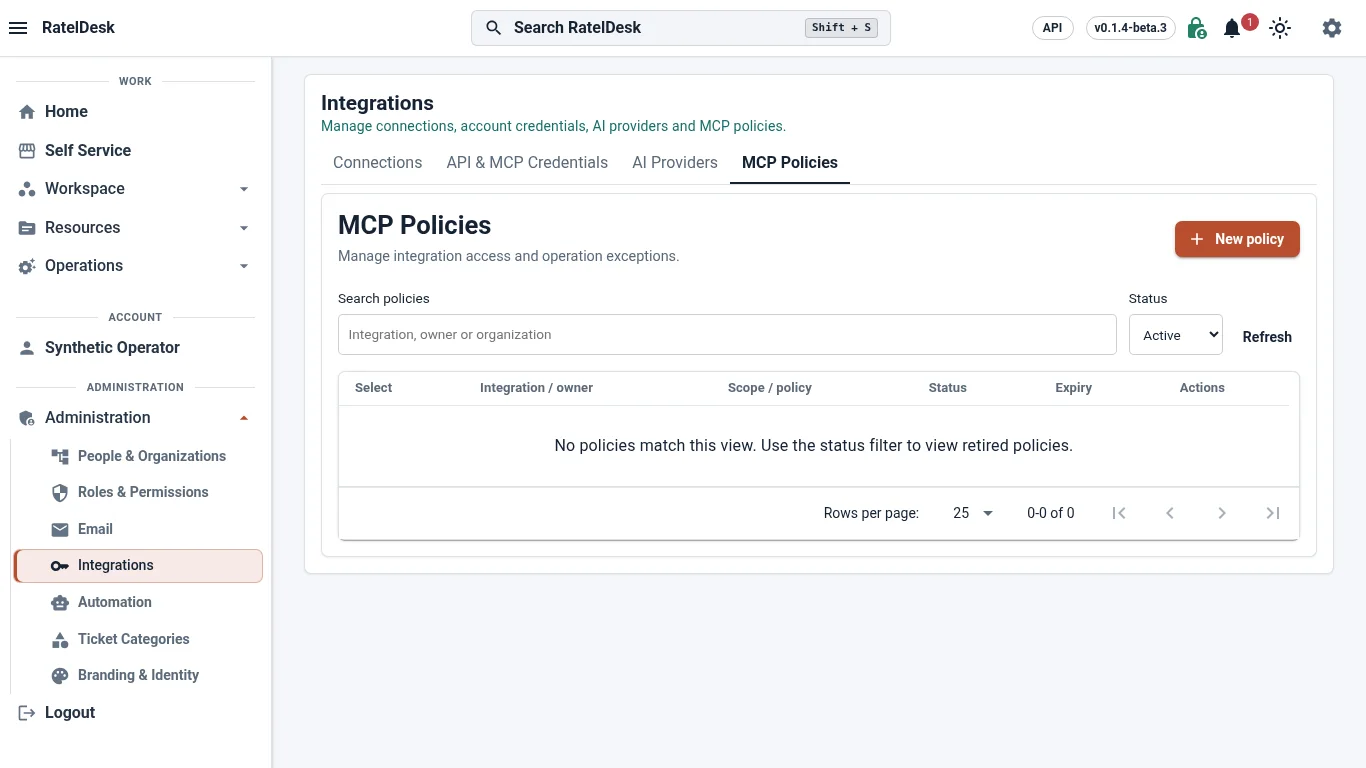 RatelDesk
Search RatelDesk
Shift + S
API
v0.1.4-beta.3
1
WORK
Home
Self Service
Workspace
Resources
Operations
ACCOUNT
Synthetic Operator
ADMINISTRATION
Administration
People & Organizations
Roles & Permissions
Email
Integrations
Automation
Ticket Categories
Branding & Identity
Logout
Integrations
Manage connections, account credentials, AI providers and MCP policies.
Connections API & MCP Credentials AI Providers MCP Policies
MCP Policies
Manage integration access and operation exceptions.
New policy
Search policies
Status
Integration, owner or organization
Active
Refresh
Select Integration / owner Scope / policy Status Expiry Actions
No policies match this view. Use the status filter to view retired policies.
Rows per page: 25 0-0 of 0